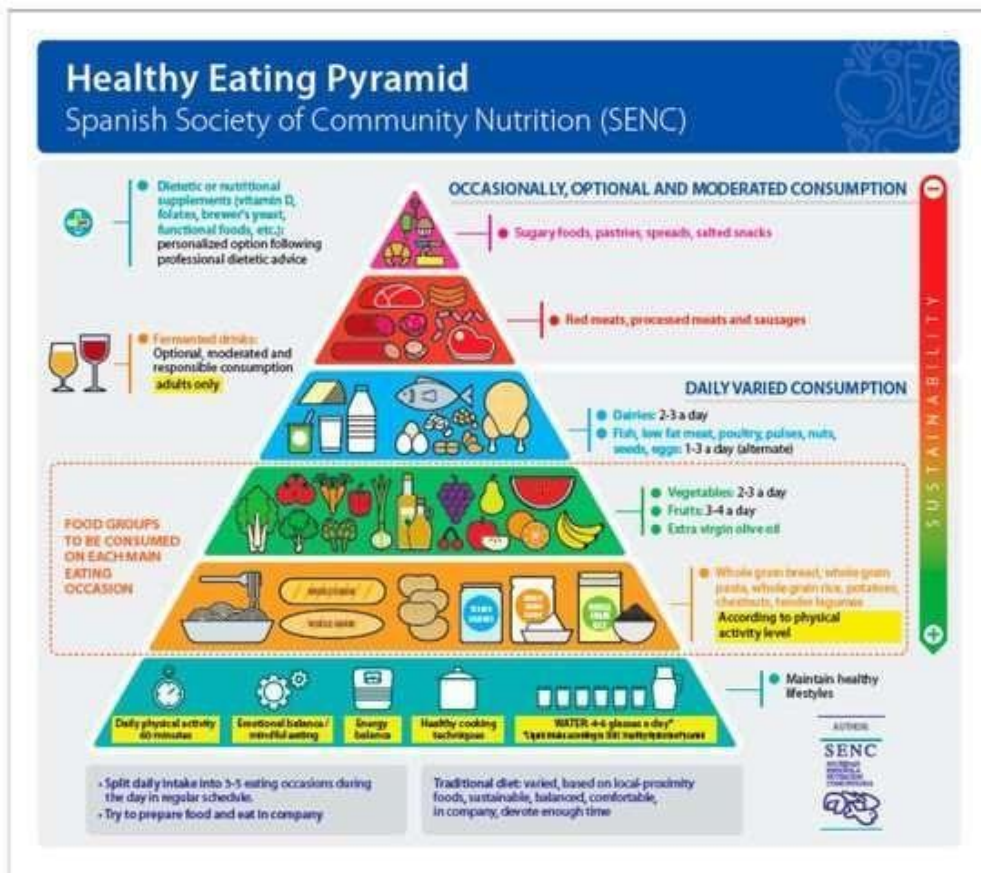 Healthy Eating Pyramid
Spanish Society of Community Nutrition (SENC)
Dietetic or nutritional
supplements (vitamin D,
folates, brewer's yeast,
functional foods, etc.):
personalized option following
professional dietetic advice
OCCASIONALLY, OPTIONAL AND MODERATED CONSUMPTION
Sugary foods, pastries, spreads, salted snacks
Red meats, processed meats and sausages
Fermented drinks:
Optional, moderated and
responsible consumption
adults only
DAILY VARIED CONSUMPTION
Dairies: 2-3 a day
Fish, low fat meat, poultry, pulses, nuts,
seeds, eggs: 1-3 a day (alternate)
SUSTAINABILITY
Vegetables: 2-3 a day
Fruits: 3-4 a day
Extra virgin olive oil
FOOD GROUPS
TO BE CONSUMED
ON EACH MAIN
EATING
OCCASION
Whole grain bread, whole grain
pasta, whole grain rice, potatoes,
chestnuts, tender legumes
According to physical
activity level
Maintain healthy
lifestyles
Daily physical activity
60 minutes
Emotional balance/
mindful eating
Energy
balance
Healthy cooking
techniques
WATER: 4-6 glasses a day*
• Split daily intake into 3-5 eating occasions during
the day in regular schedule.
• Try to prepare food and eat in company
Traditional diet: varied, based on local-proximity
foods, sustainable, balanced, comfortable,
in company, devote enough time
AUTHOR:
SENC